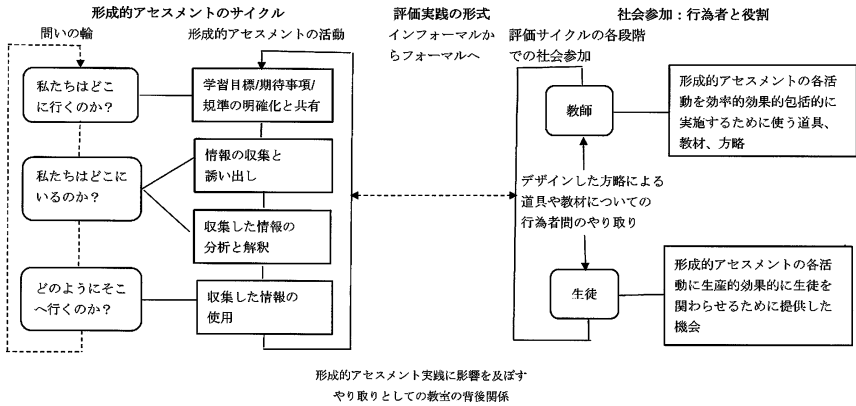 形成的アセスメントのサイクル
問いの輪
形成的アセスメントの活動
私たちはどこ
に行くのか？
学習目標/期待事項/
規準の明確化と共有
私たちはどこに
いるのか？
情報の収集と
誘い出し
収集した情報の
分析と解釈
どのようにそこ
へ行くのか？
収集した情報の
使用
評価実践の形式
インフォーマルか
らフォーマルへ
社会参加：行為者と役割
評価サイクルの各段階
での社会参加
教師
形成的アセスメントの各活
動を効率的効果的包括的に
実施するために使う道具、
教材、方略
デザインした方略による
道具や教材についての
行為者間のやり取り
生徒
形成的アセスメントの各活
動に生産的効果的に生徒を
関わらせるために提供した
機会
形成的アセスメント実践に影響を及ぼす
やり取りとしての教室の背後関係